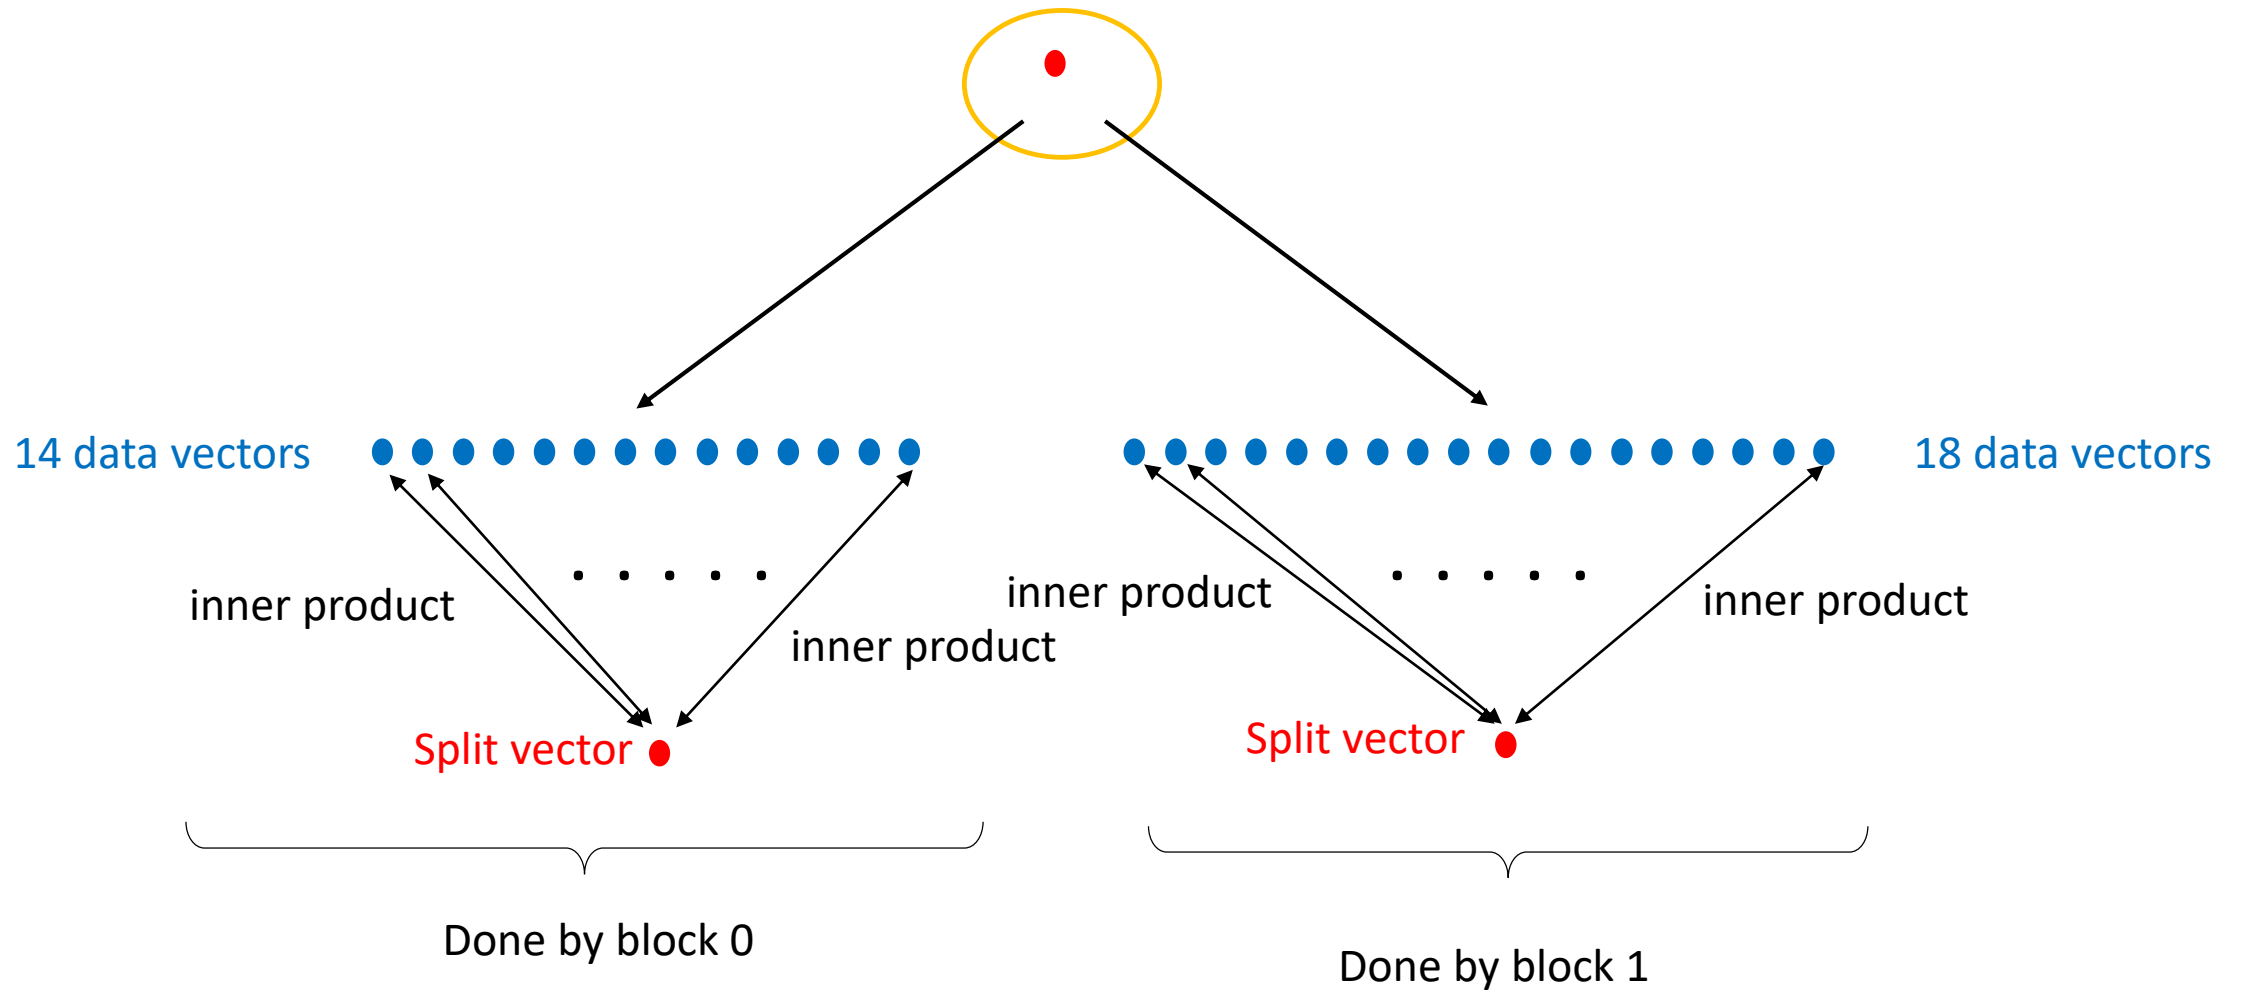 14 data vectors
18 data vectors
inner product
inner product
inner product
inner product
Split vector
Split vector
Done by block 0
Done by block 1